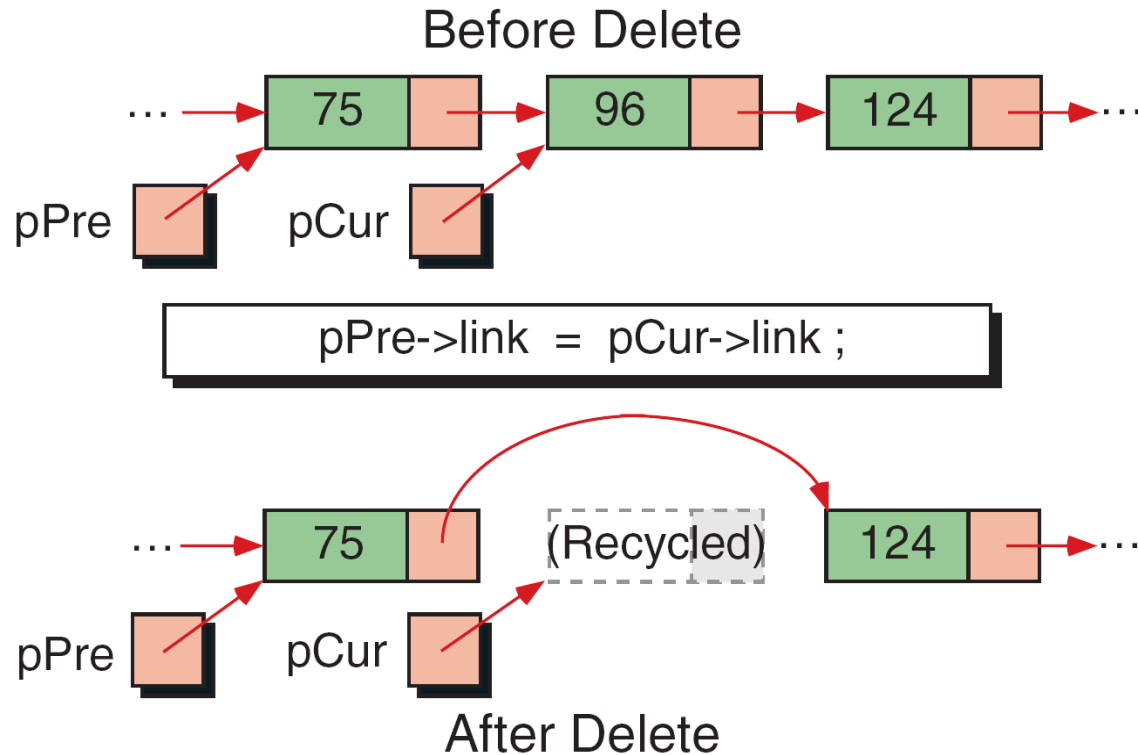 Before Delete
... 75 96 124 ...
pPre pCur
pPre->link = pCur->link ;
... 75 (Recycled) 124 ...
pPre pCur
After Delete